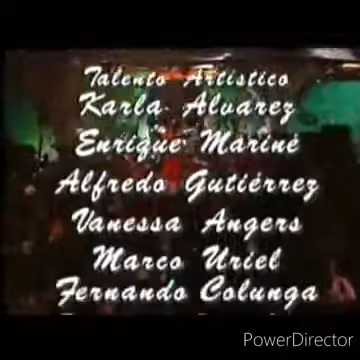 Talento Artistico
Karla Alvarez
Enrique Mariné
Alfredo Gutiérrez
Vanessa Angers
Marco Uriel
Fernando Colunga
PowerDirector